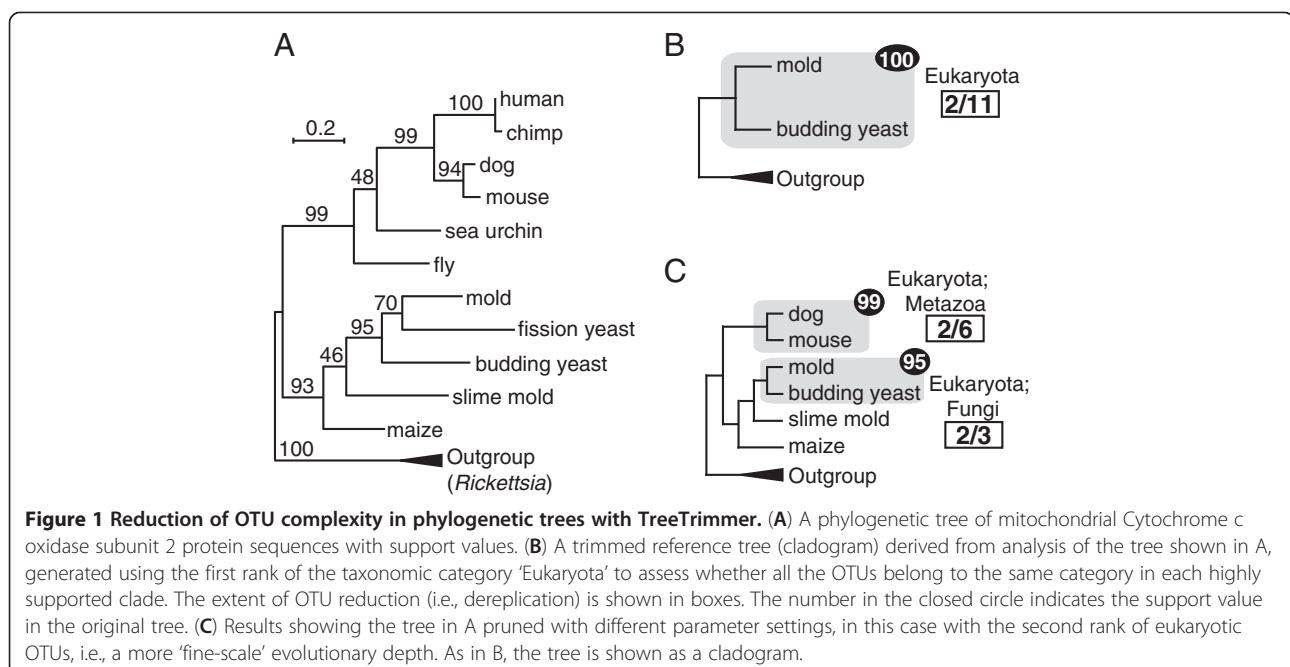 A
0.2
100
human
chimp
99
94
dog
mouse
48
sea urchin
99
fly
70
mold
fission yeast
95
budding yeast
46
slime mold
93
maize
100
Outgroup
(Rickettsia)
B
mold
100
Eukaryota
2/11
budding yeast
Outgroup
C
dog
mouse
99
Eukaryota;
Metazoa
2/6
mold
budding yeast
95
Eukaryota;
Fungi
2/3
slime mold
maize
Outgroup
Figure 1 Reduction of OTU complexity in phylogenetic trees with TreeTrimmer. (A) A phylogenetic tree of mitochondrial Cytochrome c
oxidase subunit 2 protein sequences with support values. (B) A trimmed reference tree (cladogram) derived from analysis of the tree shown in A,
generated using the first rank of the taxonomic category 'Eukaryota' to assess whether all the OTUs belong to the same category in each highly
supported clade. The extent of OTU reduction (i.e., dereplication) is shown in boxes. The number in the closed circle indicates the support value
in the original tree. (C) Results showing the tree in A pruned with different parameter settings, in this case with the second rank of eukaryotic
OTUs, i.e., a more 'fine-scale' evolutionary depth. As in B, the tree is shown as a cladogram.